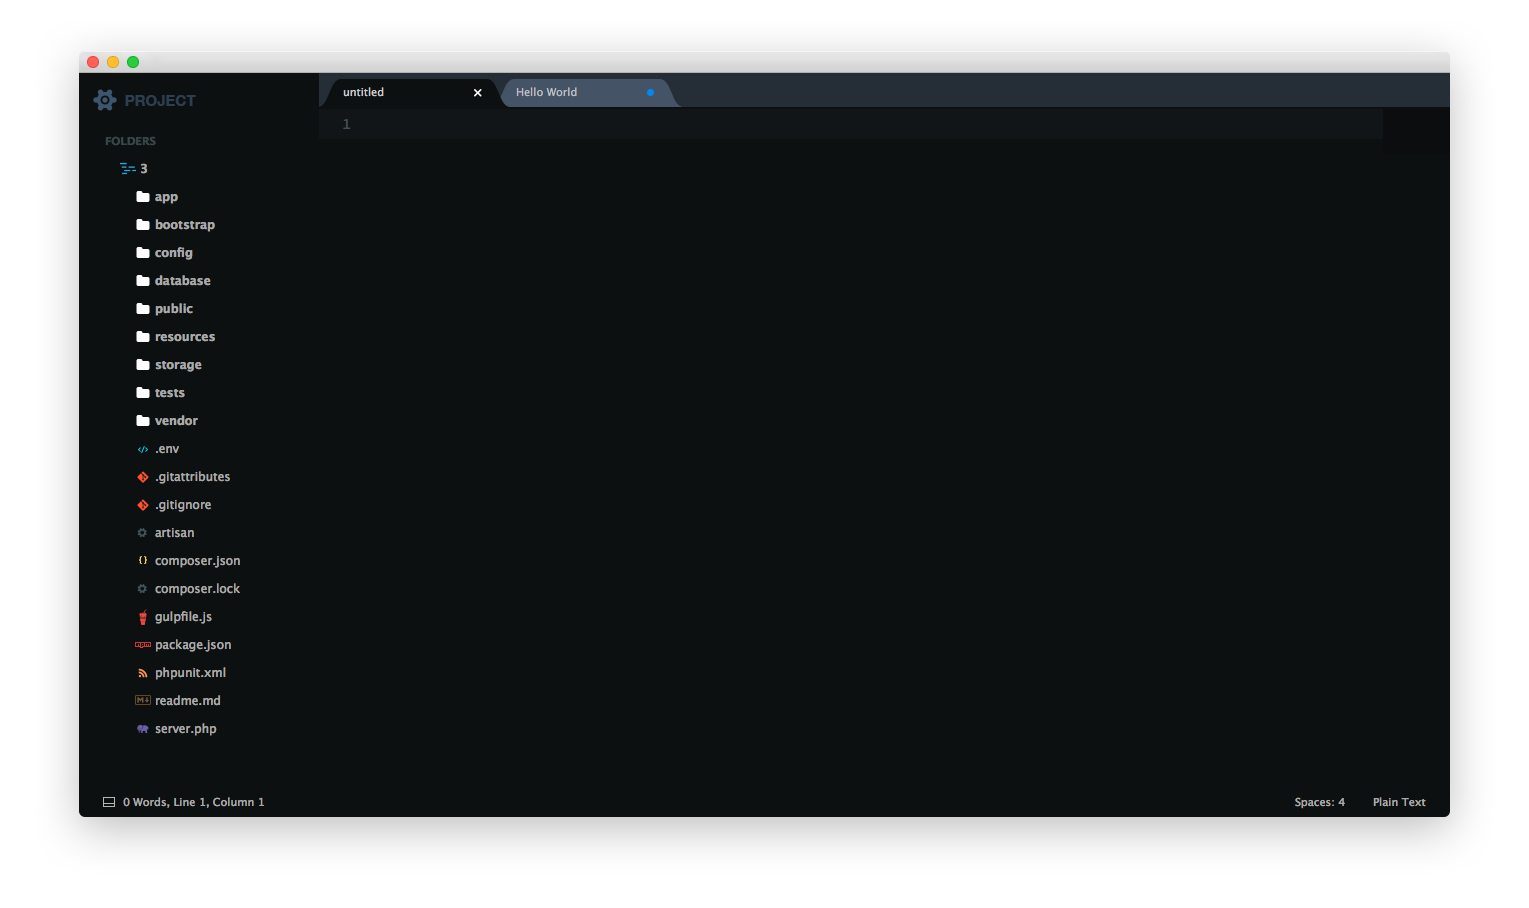 PROJECT
untitled
Hello World
FOLDERS
1
3
app
bootstrap
config
database
public
resources
storage
tests
vendor
.env
.gitattributes
.gitignore
artisan
composer.json
composer.lock
gulpfile.js
npm package.json
phpunit.xml
M readme.md
server.php
0 Words, Line 1, Column 1
Spaces: 4
Plain Text